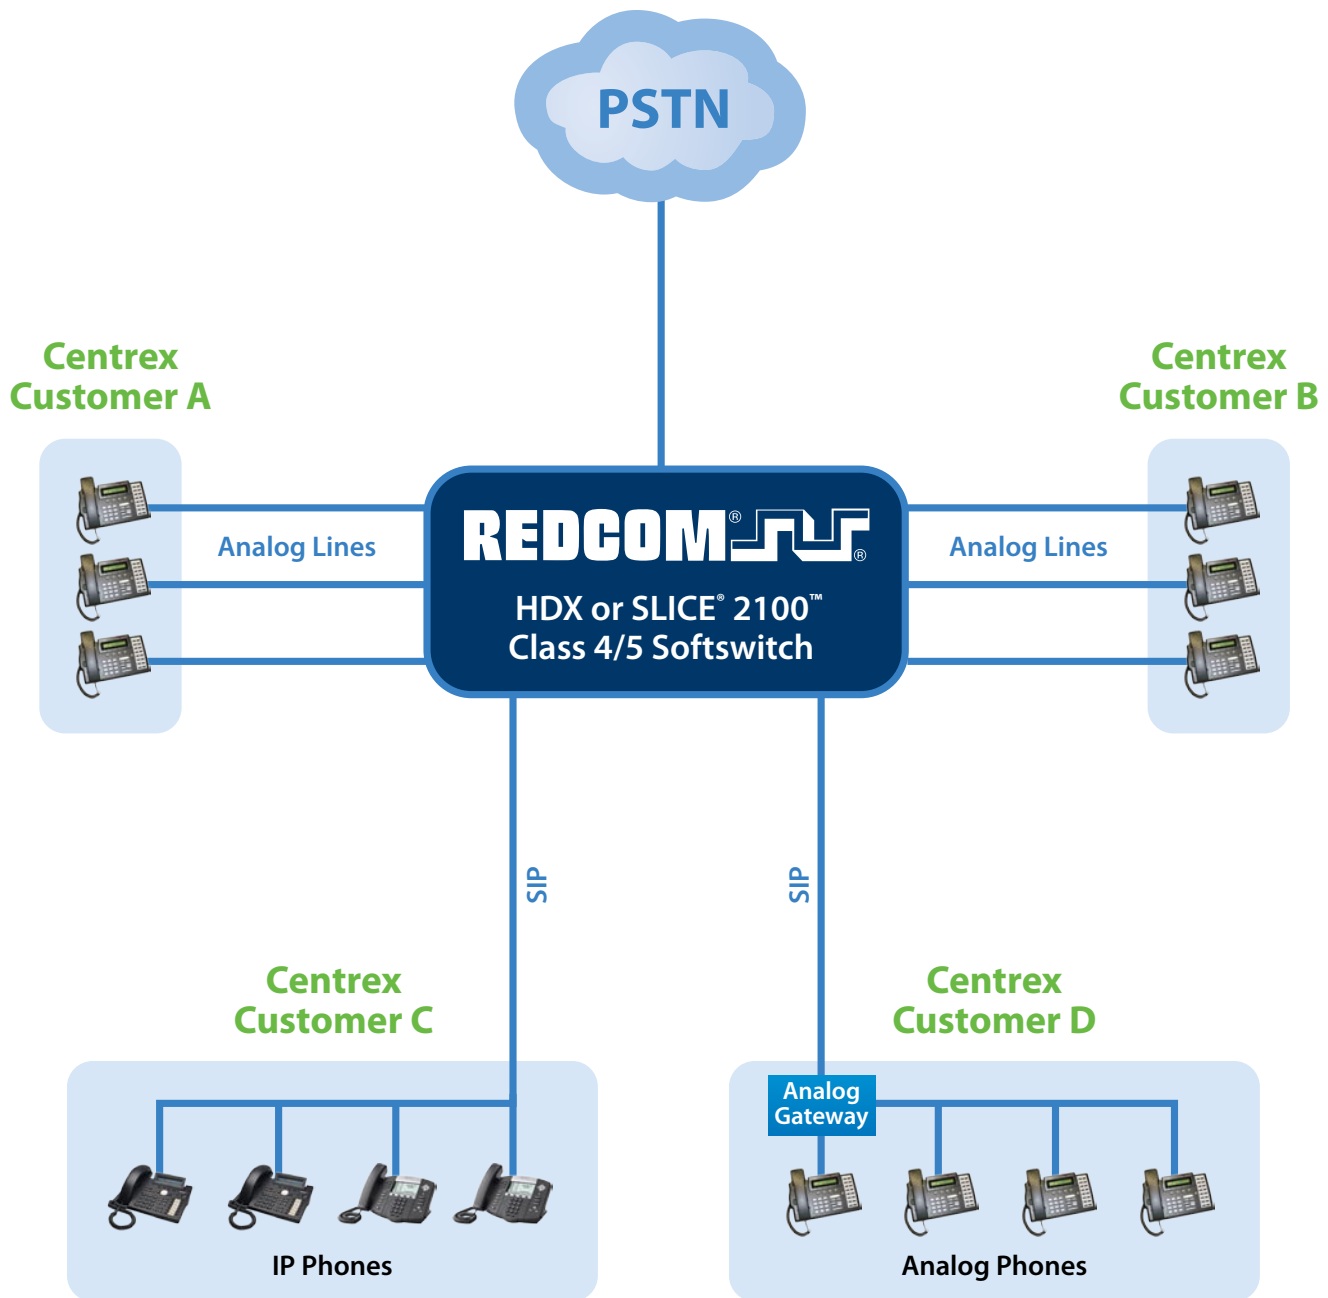 PSTN
Centrex
Customer A
Centrex
Customer B
Analog Lines
REDCOM® ®
Analog Lines
HDX or SLICE® 2100™
Class 4/5 Softswitch
SIP
SIP
Centrex
Customer C
Centrex
Customer D
Analog
Gateway
IP Phones
Analog Phones